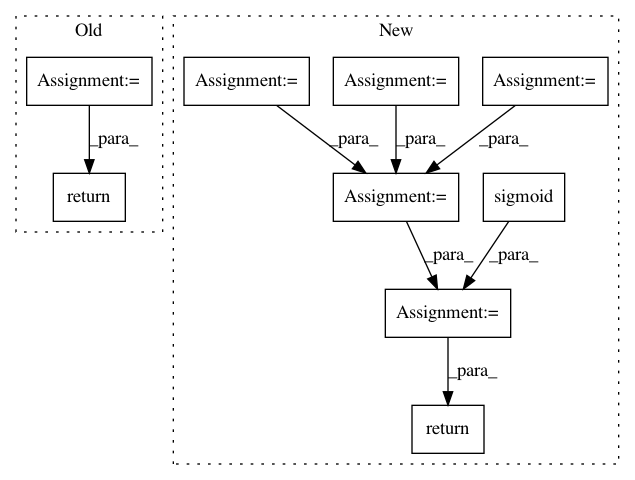 Old
New
Assignment:=
Assignment:=
Assignment:=
Assignment:=
_para_
_para_
_para_
_para_
return
Assignment:=
sigmoid
_para_
_para_
Assignment:=
_para_
return